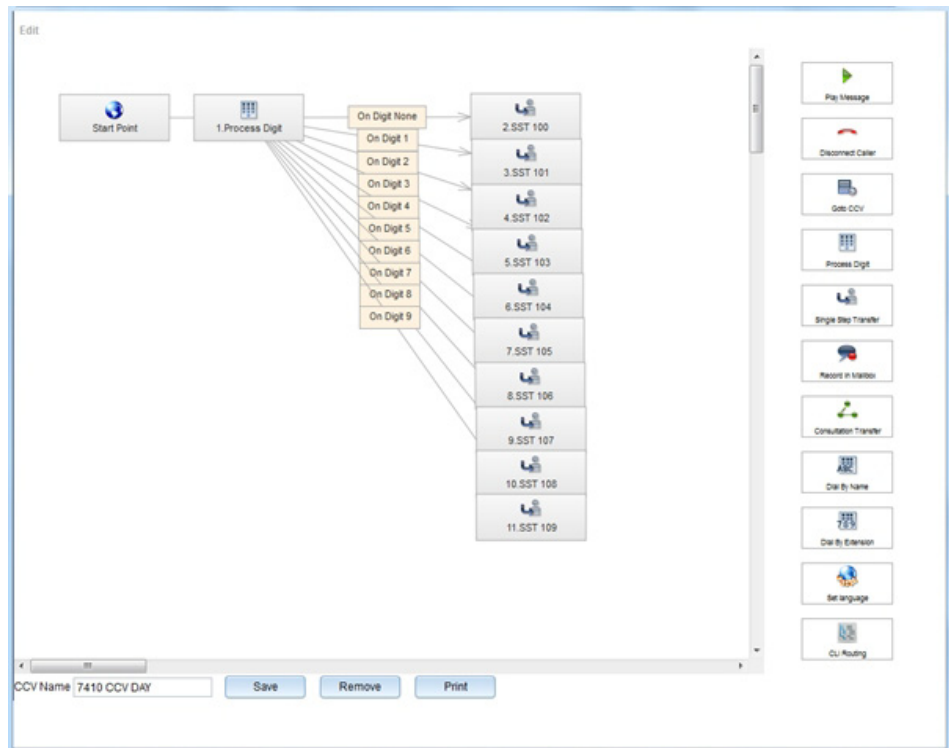 Edit
Start Point
1.Process Digit
On Digit None
On Digit 1
On Digit 2
On Digit 3
On Digit 4
On Digit 5
On Digit 6
On Digit 7
On Digit 8
On Digit 9
2.SST 100
3.SST 101
4.SST 102
5.SST 103
6.SST 104
7.SST 105
8.SST 106
9.SST 107
10.SST 108
11.SST 109
Play Message
Disconnect Caller
Goto CCV
Process Digit
Single Step Transfer
Record In Mailbox
Consultation Transfer
ABC
Dial By Name
789
Dial By Extension
Set language
CLI Routing
CCV Name 7410 CCV DAY Save Remove Print